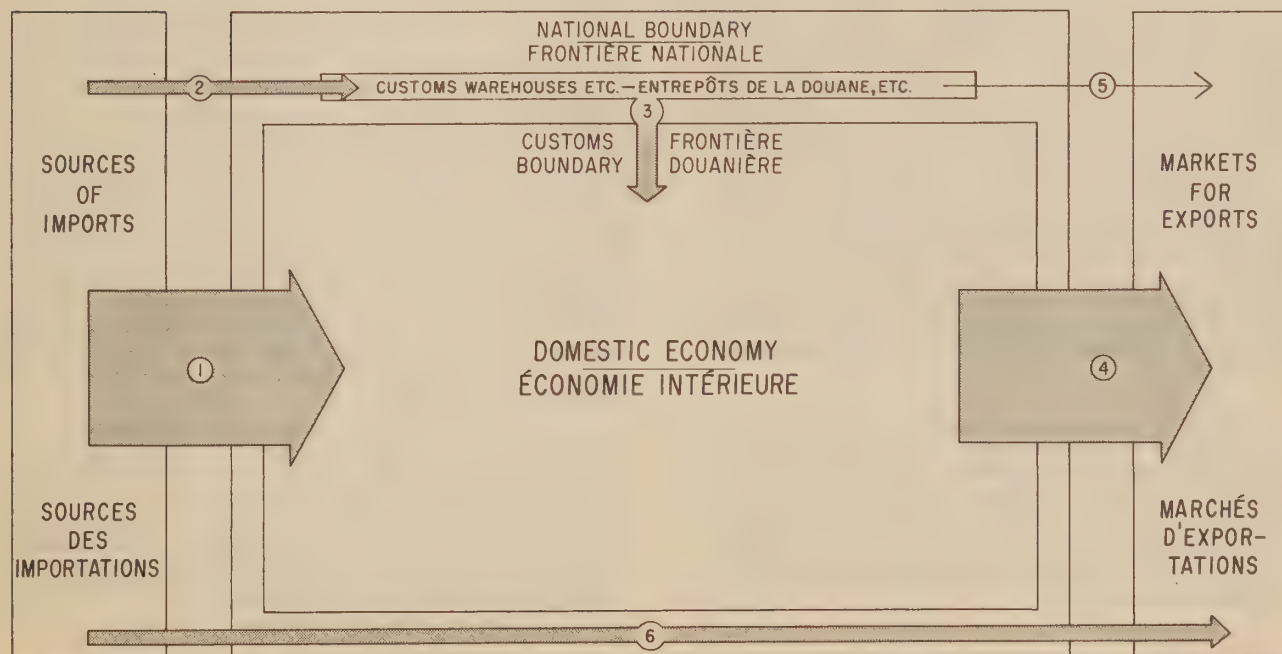 NATIONAL BOUNDARY
FRONTIÈRE NATIONALE
2
CUSTOMS WAREHOUSES ETC.—ENTREPÔTS DE LA DOUANE, ETC.
5
3
CUSTOMS BOUNDARY
FRONTIÈRE DOUANIÈRE
SOURCES
OF
IMPORTS
MARKETS
FOR
EXPORTS
1
DOMESTIC ECONOMY
ÉCONOMIE INTÉRIEURE
4
SOURCES
DES
IMPORTATIONS
MARCHÉS
D'EXPOR-
TATIONS
6